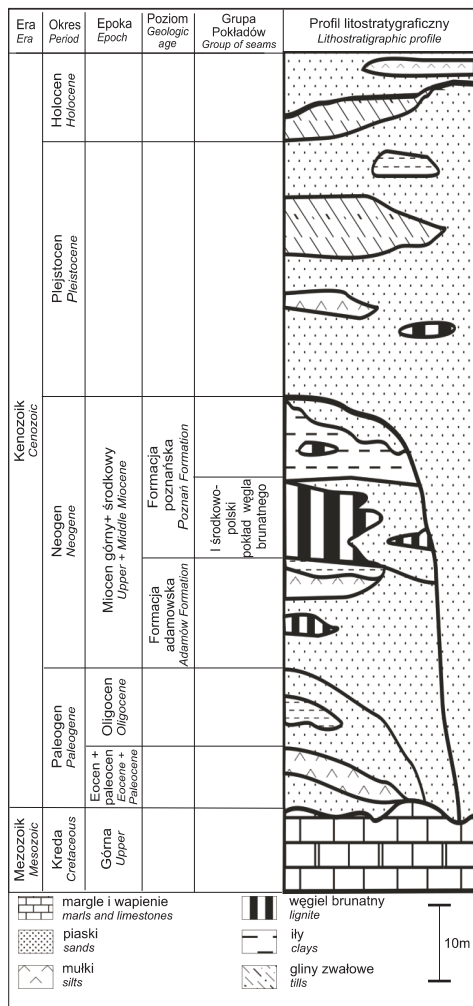 Era
Era
Okres
Period
Epoka
Epoch
Poziom
Geologic
age
Grupa
Pokładów
Group of seams
Profil litostratygraficzny
Lithostratigraphic profile
Kenozoik
Cenozoic
Holocen
Holocene
Plejstocen
Pleistocene
Neogen
Neogene
Miocen górny+ środkowy
Upper + Middle Miocene
Formacja
poznańska
Poznań Formation
I środkowo-
polski
pokład węgla
brunatnego
Formacja
adamowska
Adamów Formation
Paleogen
Paleogene
Oligocen
Oligocene
Eocen +
paleocen
Eocene +
Paleocene
Mezozoik
Mesozoic
Kreda
Cretaceous
Górna
Upper
margle i wapienie
marls and limestones
piaski
sands
mułki
silts
węgiel brunatny
lignite
iły
clays
gliny zwałowe
tills
10m